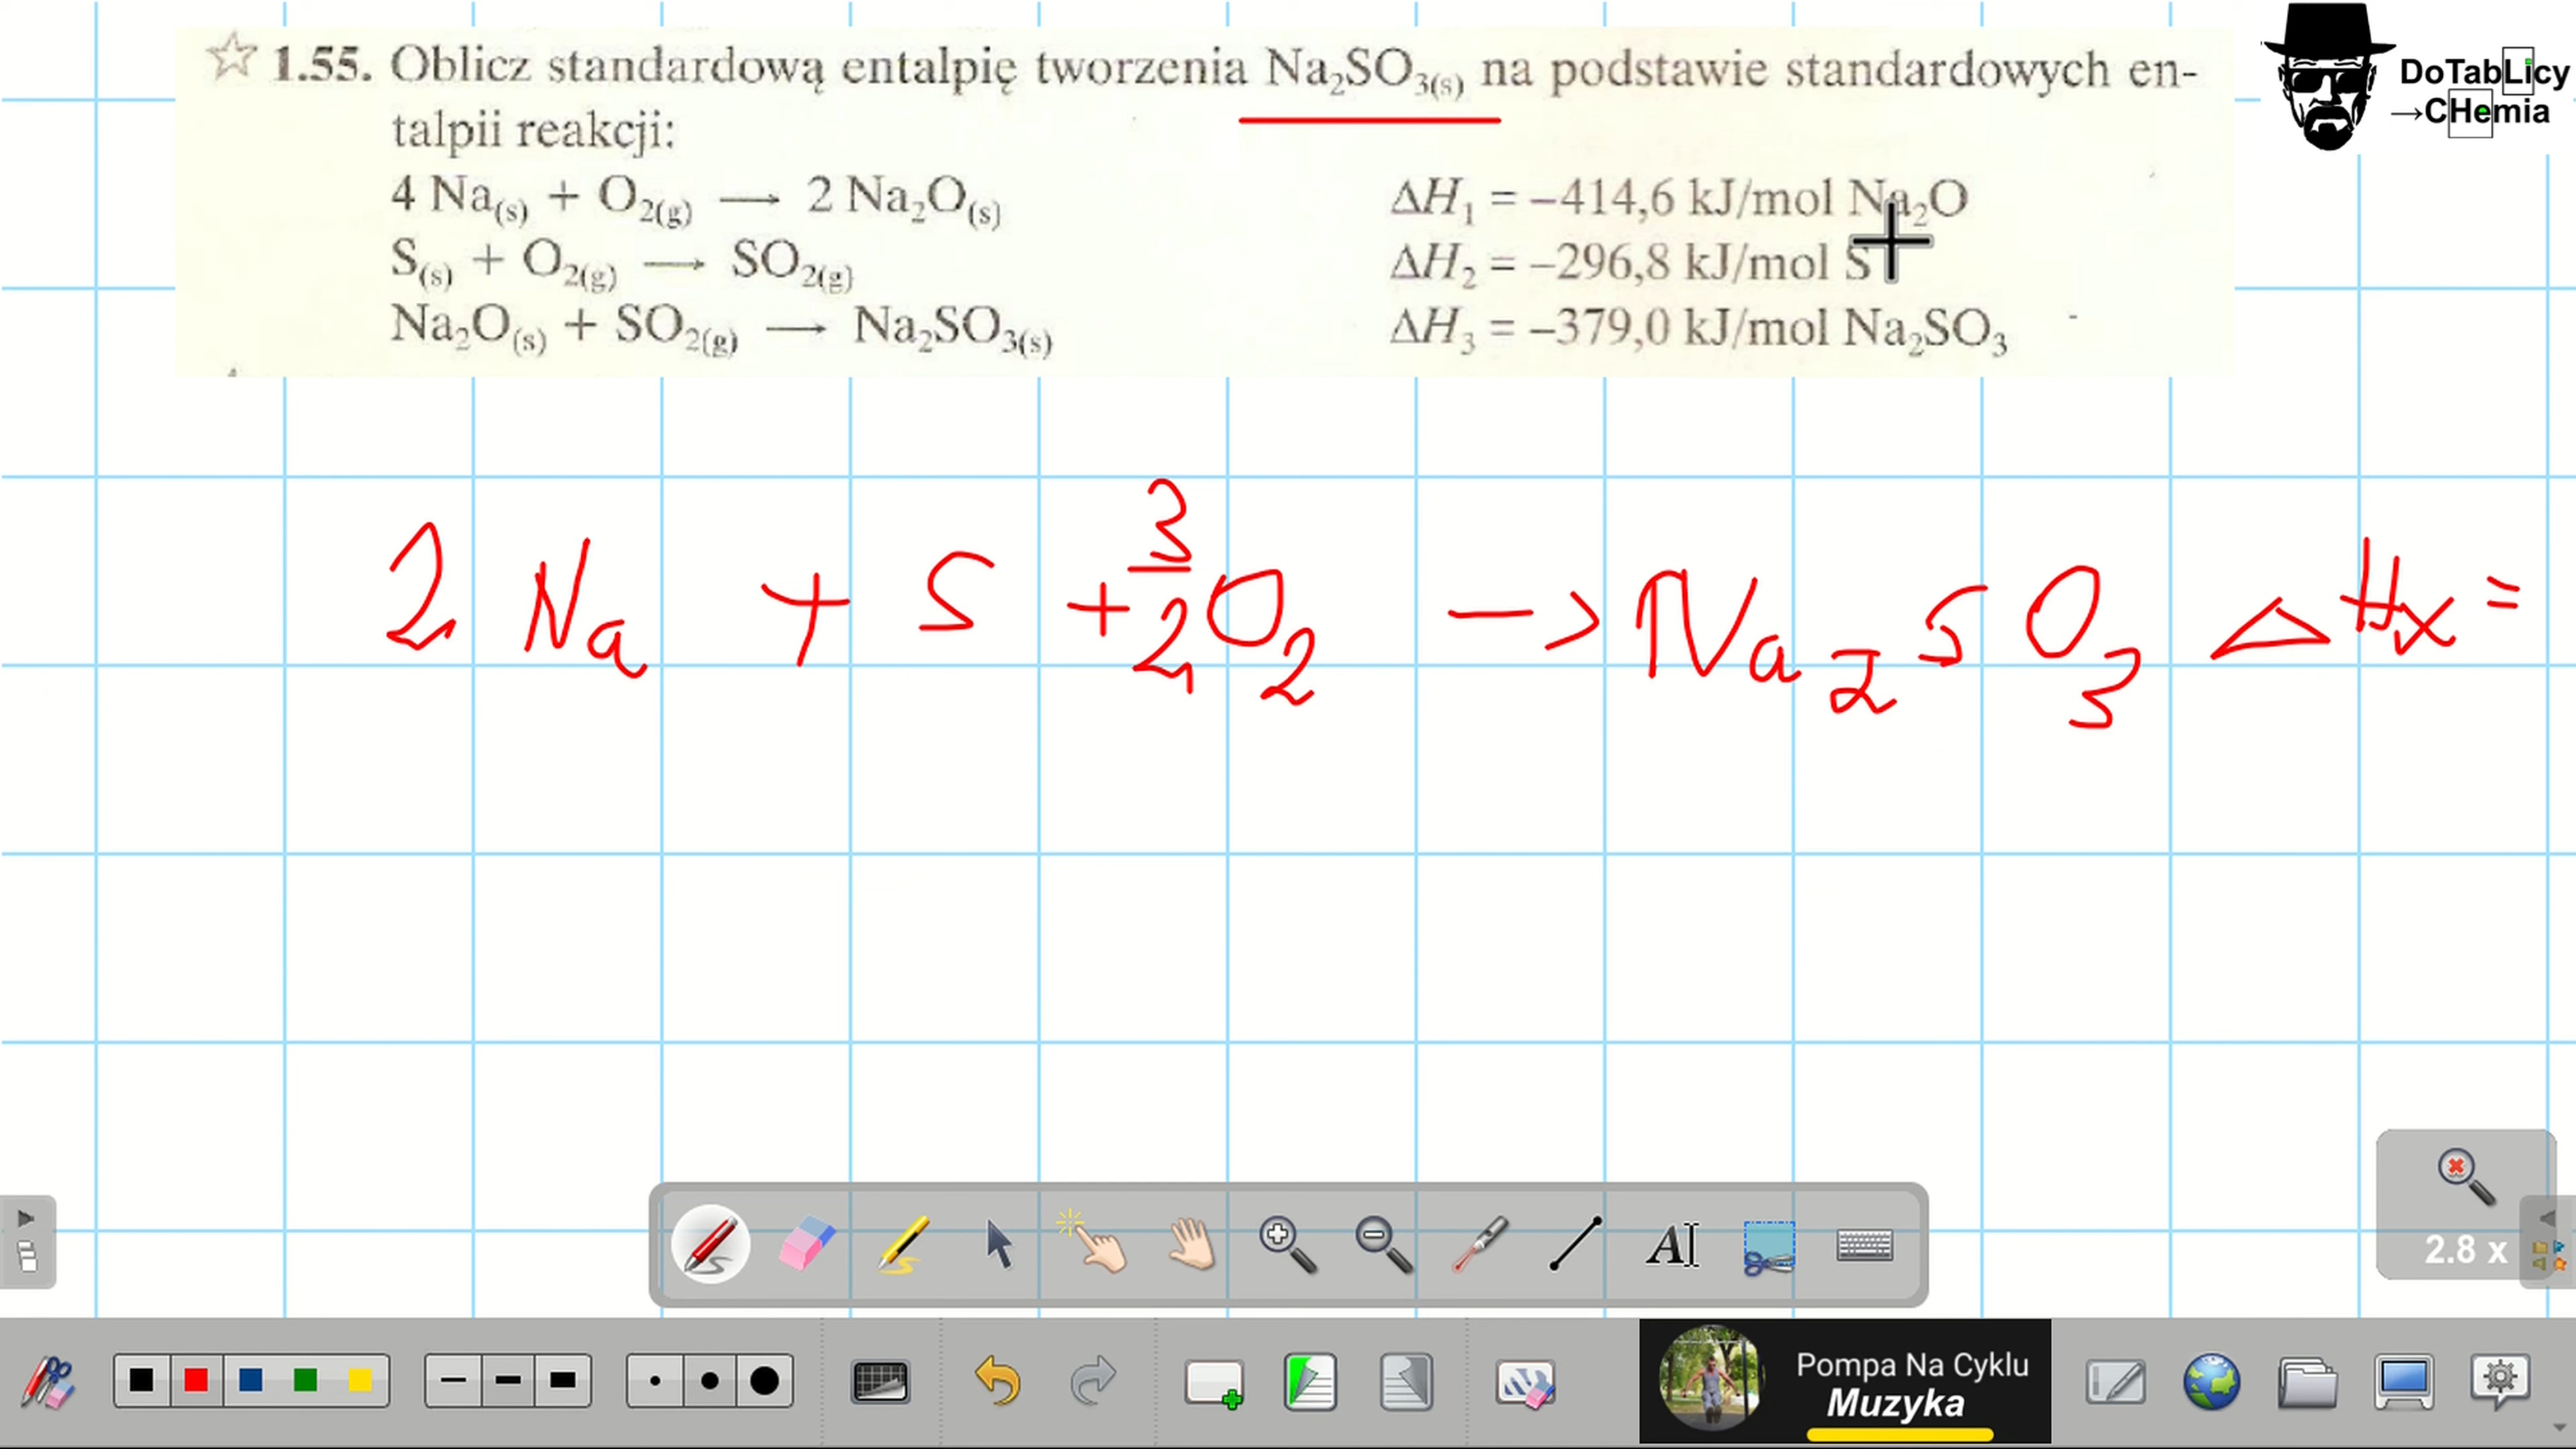 ☆ 1.55. Oblicz standardową entalpię tworzenia Na₂SO₃₍ₛ₎ na podstawie standardowych en-
talpii reakcji:
4 Na(s) + O₂(g) ⟶ 2 Na₂O(s) ΔH₁ = −414,6 kJ/mol Na₂O
S(s) + O₂(g) ⟶ SO₂(g) ΔH₂ = −296,8 kJ/mol S
Na₂O(s) + SO₂(g) ⟶ Na₂SO₃(s) ΔH₃ = −379,0 kJ/mol Na₂SO₃
DoTabLicy
→CHemia
2 Na + S + 3/2 O₂ → Na₂SO₃ ΔHx =
2.8 x
Pompa Na Cyklu
Muzyka